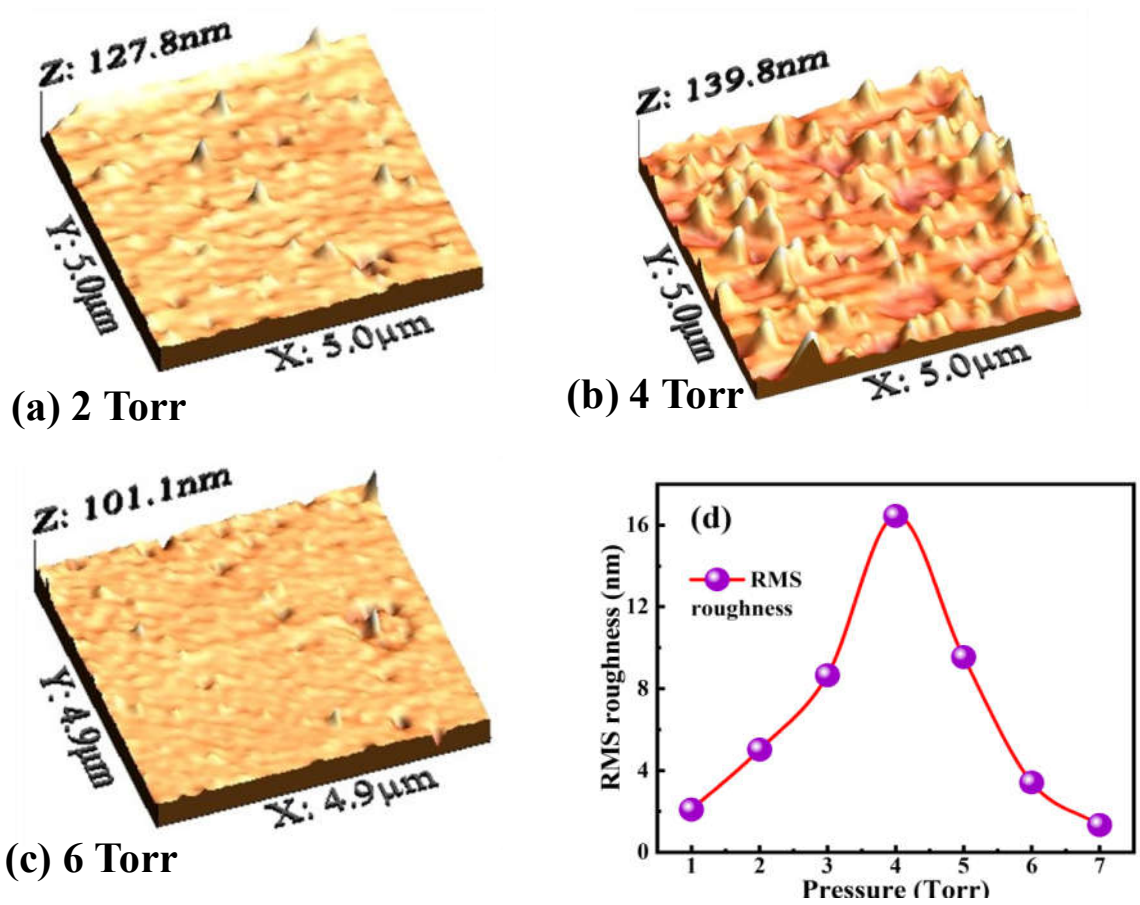 Z: 127.8nm
Y: 5.0µm
X: 5.0µm
(a) 2 Torr
Z: 139.8nm
Y: 5.0µm
X: 5.0µm
(b) 4 Torr
Z: 101.1nm
Y: 4.9µm
X: 4.9µm
(c) 6 Torr
(d)
RMS
roughness
RMS roughness (nm)
16
12
8
4
0
1 2 3 4 5 6 7
Pressure (Torr)